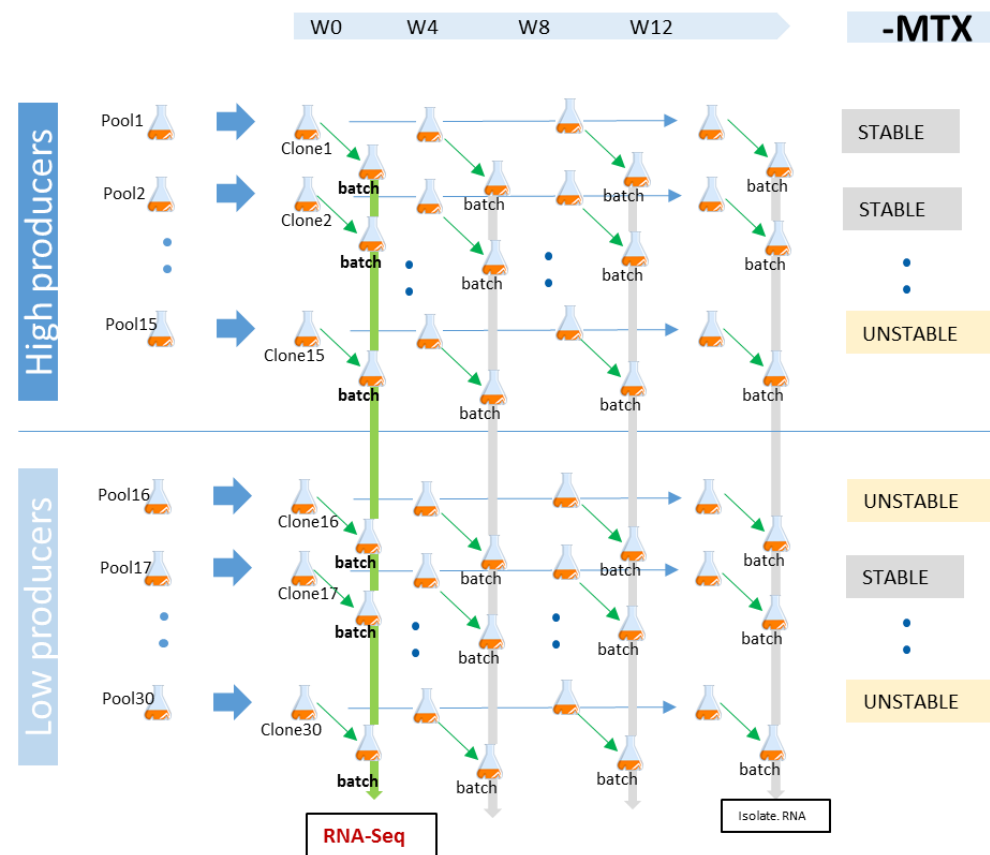 W0 W4 W8 W12 -MTX
High producers
Pool1
Clone1
STABLE
batch
batch
batch
batch
Pool2
Clone2
STABLE
batch
batch
batch
batch
Pool15
Clone15
UNSTABLE
batch
batch
batch
batch
Low producers
Pool16
Clone16
UNSTABLE
batch
batch
batch
batch
Pool17
Clone17
STABLE
batch
batch
batch
batch
Pool30
Clone30
UNSTABLE
batch
batch
batch
batch
RNA-Seq
Isolate. RNA